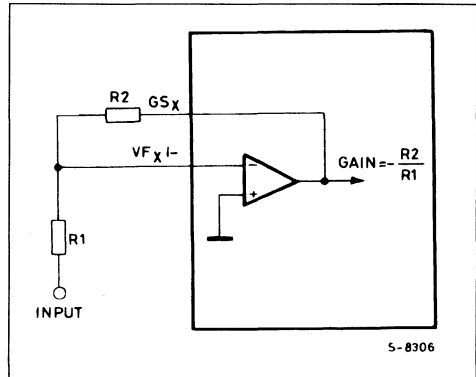 R2
GSX
VFX I-
GAIN = - R2/R1
R1
INPUT
S-8306